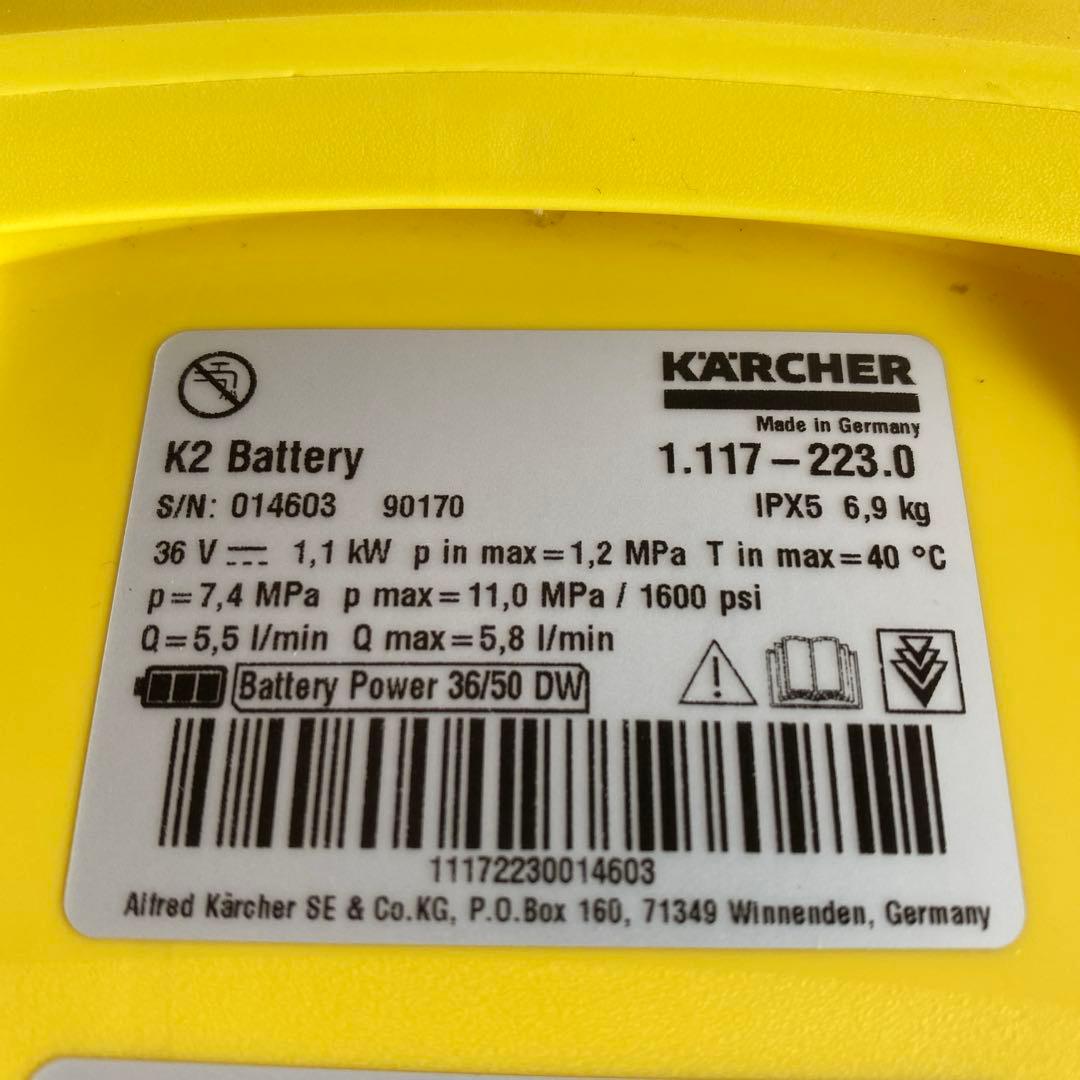 KÄRCHER
Made in Germany
K2 Battery 1.117-223.0
S/N: 014603 90170 IPX5 6,9 kg
36 V 1,1 kW p in max=1,2 MPa T in max=40 °C
p=7,4 MPa p max=11,0 MPa / 1600 psi
Q=5,5 l/min Q max=5,8 l/min
Battery Power 36/50 DW
11172230014603
Alfred Kärcher SE & Co.KG, P.O.Box 160, 71349 Winnenden, Germany